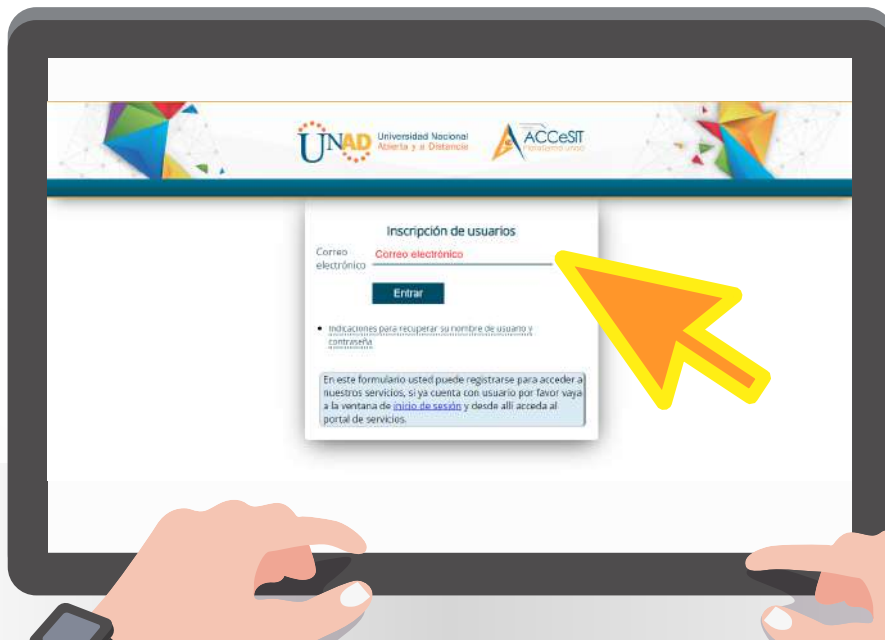 UNAD Universidad Nacional
Abierta y a Distancia
ACCeSIT
Inscripción de usuarios
Correo
electrónico
Correo electrónico
Entrar
Indicaciones para recuperar su nombre de usuario y
contraseña
En este formulario usted puede registrarse para acceder a
nuestros servicios, si ya cuenta con usuario por favor vaya
a la ventana de inicio de sesión y desde allí acceda al
portal de servicios.